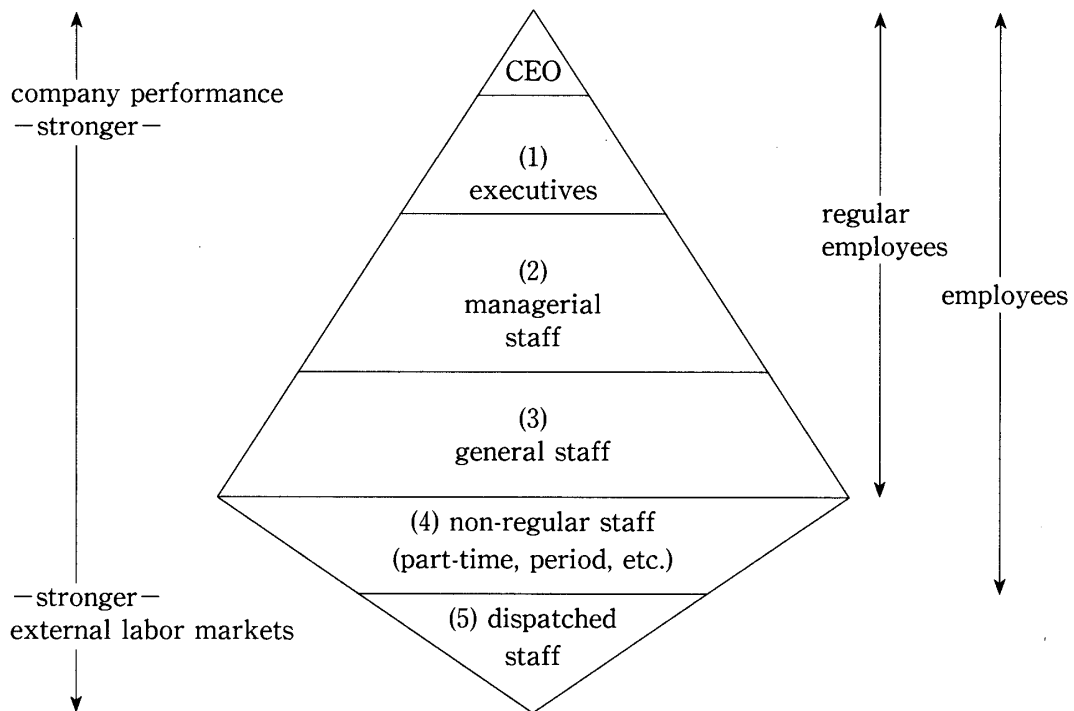 CEO
company performance
—stronger—
(1)
executives
regular
employees
(2)
managerial
staff
employees
(3)
general staff
(4) non-regular staff
(part-time, period, etc.)
—stronger—
external labor markets
(5) dispatched
staff